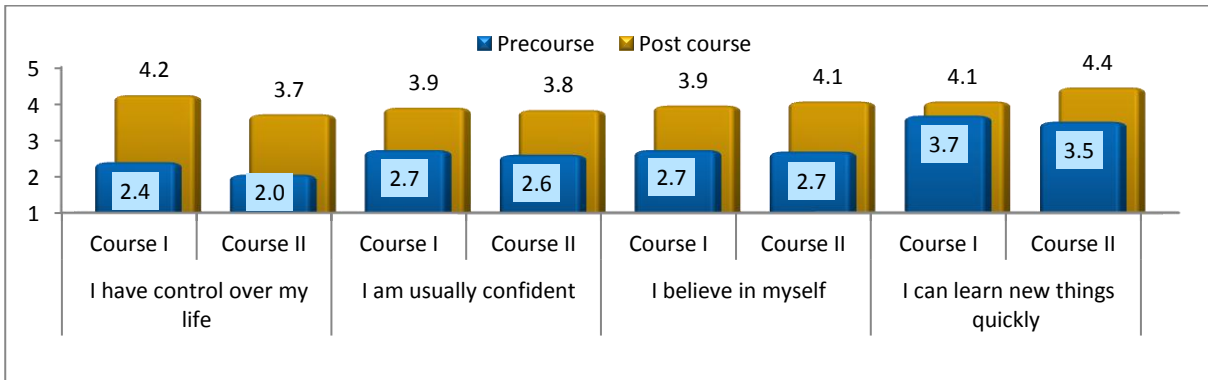 Precourse Post course
5 4.2 3.7 3.9 3.8 3.9 4.1 4.1 4.4
4
3 3.7 3.5
2 2.4 2.0 2.7 2.6 2.7 2.7
1
Course I Course II Course I Course II Course I Course II Course I Course II
I have control over my I am usually confident I believe in myself I can learn new things
life quickly